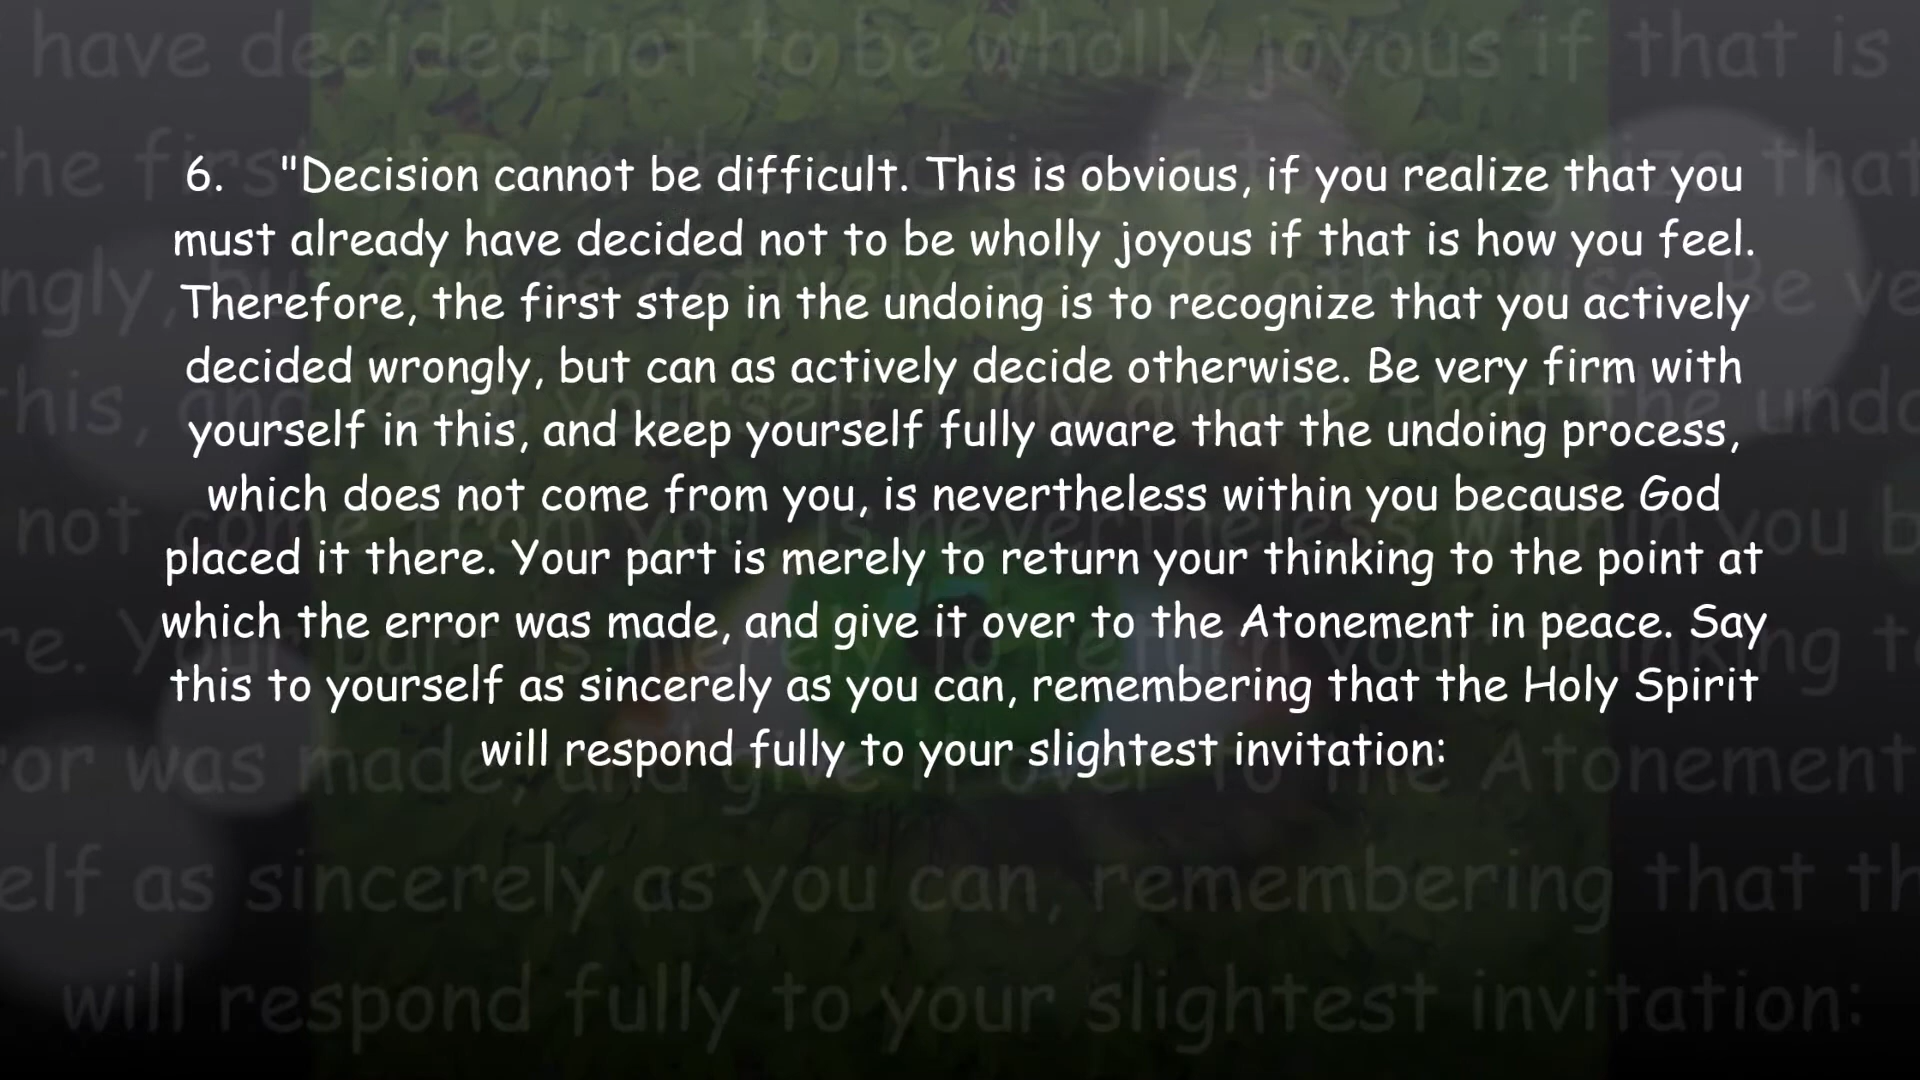 6. "Decision cannot be difficult. This is obvious, if you realize that you
must already have decided not to be wholly joyous if that is how you feel.
Therefore, the first step in the undoing is to recognize that you actively
decided wrongly, but can as actively decide otherwise. Be very firm with
yourself in this, and keep yourself fully aware that the undoing process,
which does not come from you, is nevertheless within you because God
placed it there. Your part is merely to return your thinking to the point at
which the error was made, and give it over to the Atonement in peace. Say
this to yourself as sincerely as you can, remembering that the Holy Spirit
will respond fully to your slightest invitation: